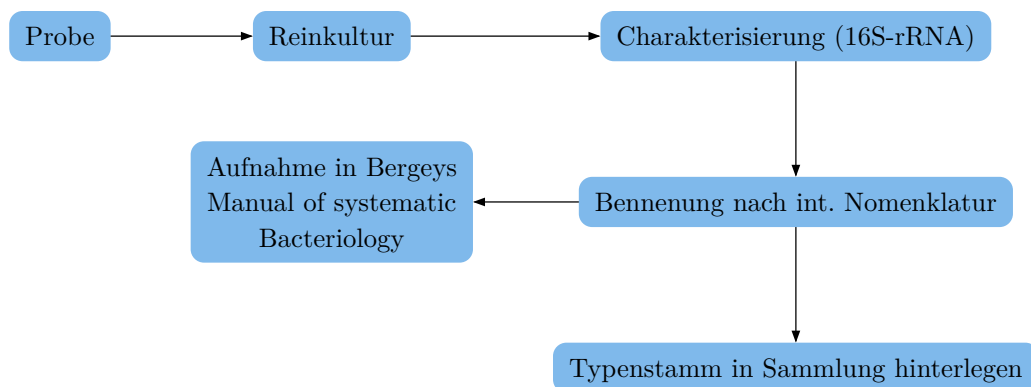 Probe
Reinkultur
Charakterisierung (16S-rRNA)
Aufnahme in Bergeys
Manual of systematic
Bacteriology
Bennenung nach int. Nomenklatur
Typenstamm in Sammlung hinterlegen